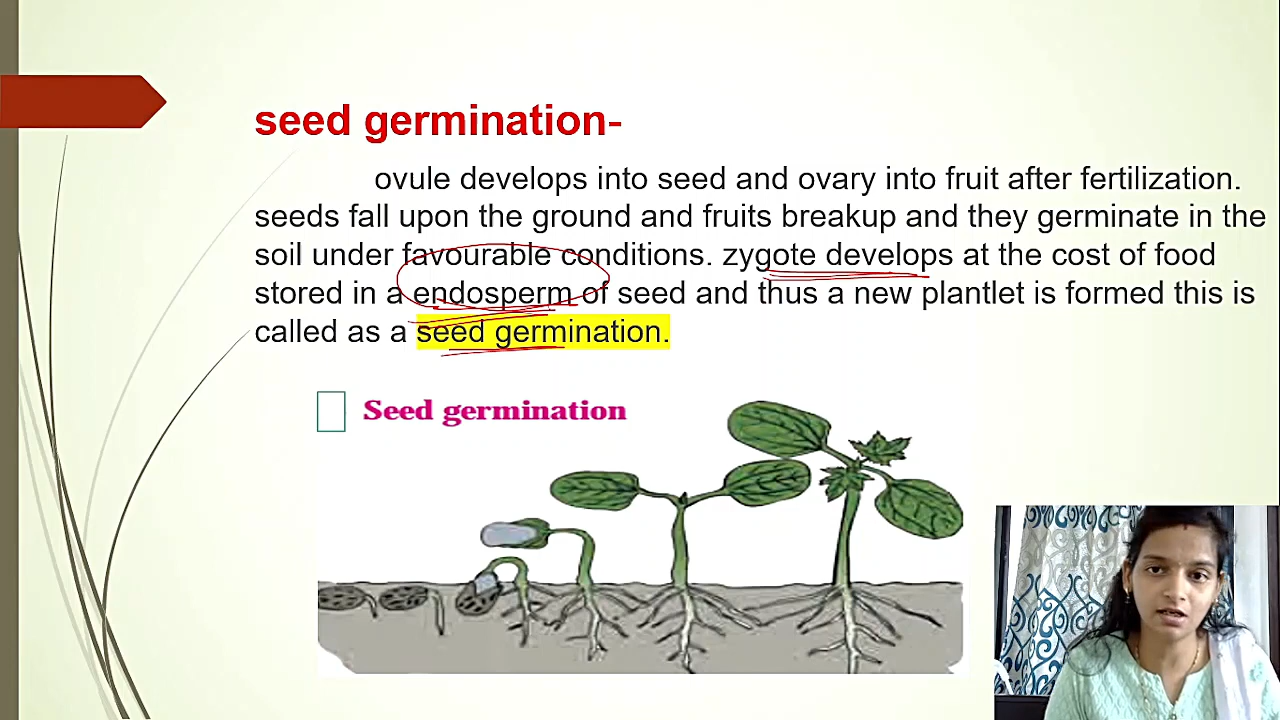 seed germination-
ovule develops into seed and ovary into fruit after fertilization.
seeds fall upon the ground and fruits breakup and they germinate in the
soil under favourable conditions. zygote develops at the cost of food
stored in a endosperm of seed and thus a new plantlet is formed this is
called as a seed germination.
Seed germination